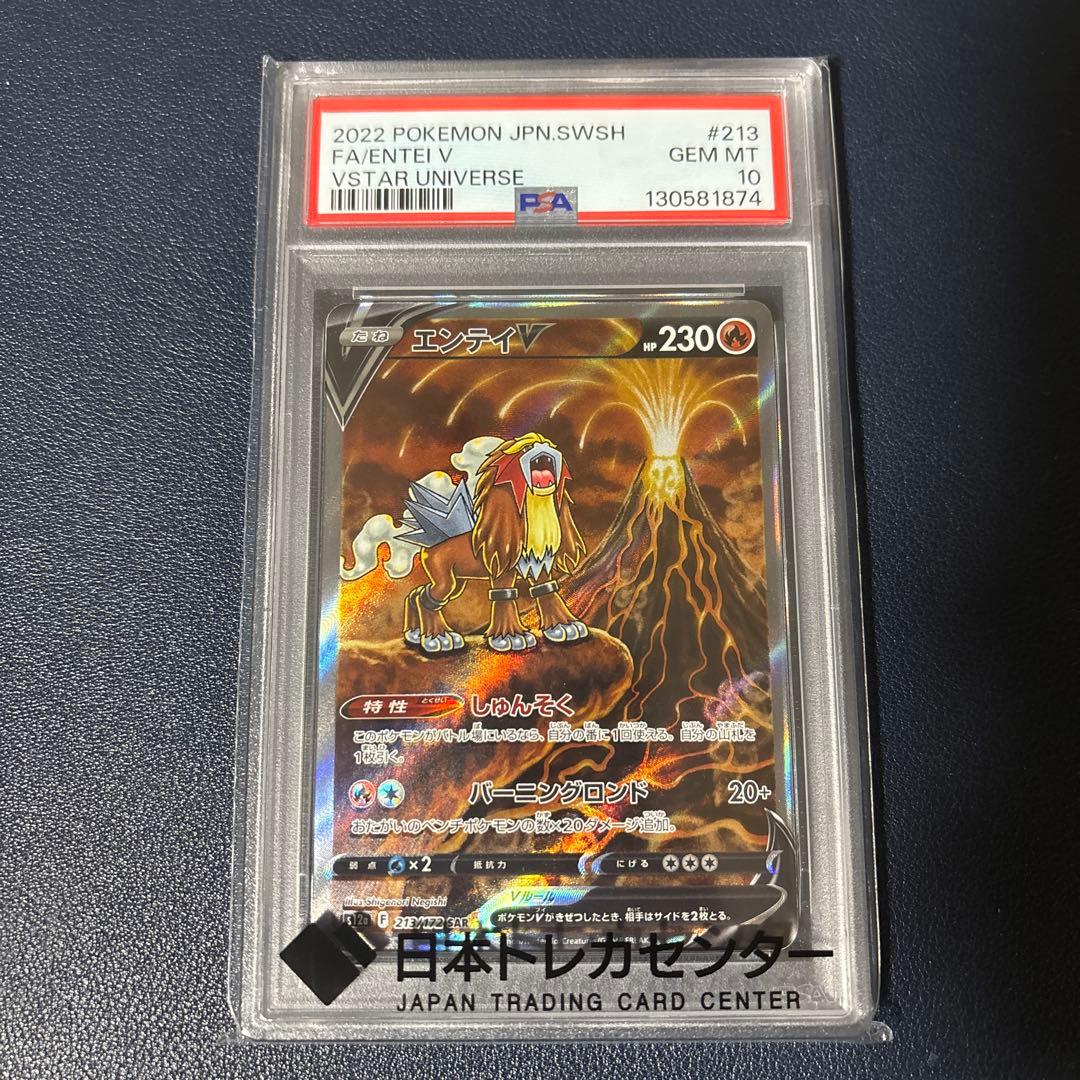 2022 POKEMON JPN.SWSH #213
FA/ENTEI V GEM MT
VSTAR UNIVERSE 10
PSA 130581874
たね エンテイV HP 230
特性 とくせい しゅんそく
このポケモンがバトル場にいるなら、自分の番に1回使える。自分の山札を
1枚引く。
バーニングロンド 20+
おたがいのベンチポケモンの数×20ダメージ追加。
弱点 ×2 抵抗力 にげる
Illus. Shigenori Negishi
Vルール
ポケモンVがきぜつしたとき、相手はサイドを2枚とる。
F 213/172 SAR
日本トレカセンター
JAPAN TRADING CARD CENTER